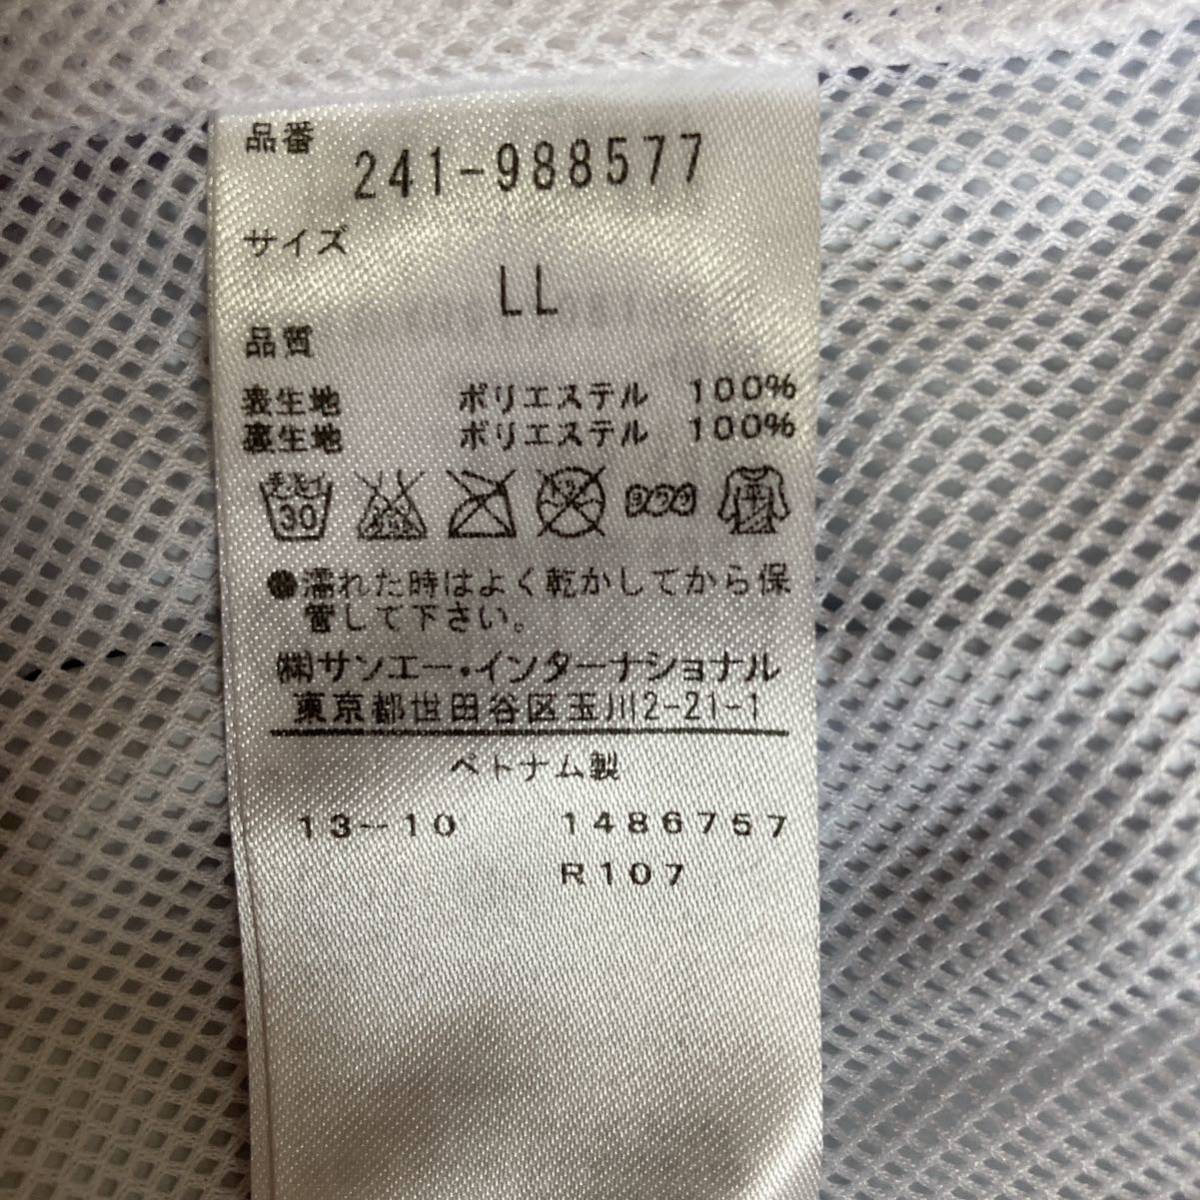 品番
241-988577
サイズ
LL
品質
表生地 ポリエステル 100%
裏生地 ポリエステル 100%
手洗イ
30
平
●濡れた時はよく乾かしてから保
管して下さい。
㈱サンエー・インターナショナル
東京都世田谷区玉川2-21-1
ベトナム製
13-10 1486757
R107